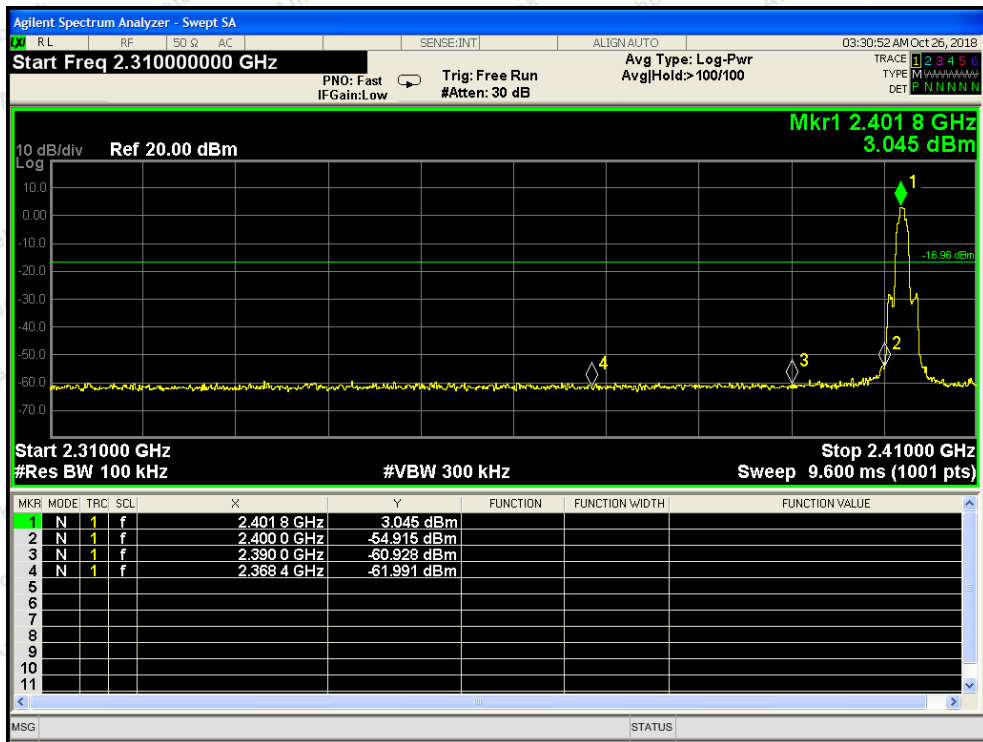 Agilent Spectrum Analyzer - Swept SA
LXI RL RF 50 Ω AC SENSE:INT ALIGN AUTO 03:30:52 AM Oct 26, 2018
Start Freq 2.310000000 GHz
PNO: Fast
IFGain:Low
Trig: Free Run
#Atten: 30 dB
Avg Type: Log-Pwr
Avg|Hold:>100/100
TRACE 1 2 3 4 5 6
TYPE M
DET P N N N N N
Mkr1 2.401 8 GHz
3.045 dBm
10 dB/div Ref 20.00 dBm
Log
10.0
1
0.00
-10.0
-16.96 dBm
-20.0
-30.0
-40.0
-50.0
2
3
4
-60.0
-70.0
Start 2.31000 GHz Stop 2.41000 GHz
#Res BW 100 kHz #VBW 300 kHz Sweep 9.600 ms (1001 pts)
MKR MODE TRC SCL X Y FUNCTION FUNCTION WIDTH FUNCTION VALUE
1 N 1 f 2.401 8 GHz 3.045 dBm
2 N 1 f 2.400 0 GHz -54.915 dBm
3 N 1 f 2.390 0 GHz -60.928 dBm
4 N 1 f 2.368 4 GHz -61.991 dBm
5
6
7
8
9
10
11
MSG STATUS